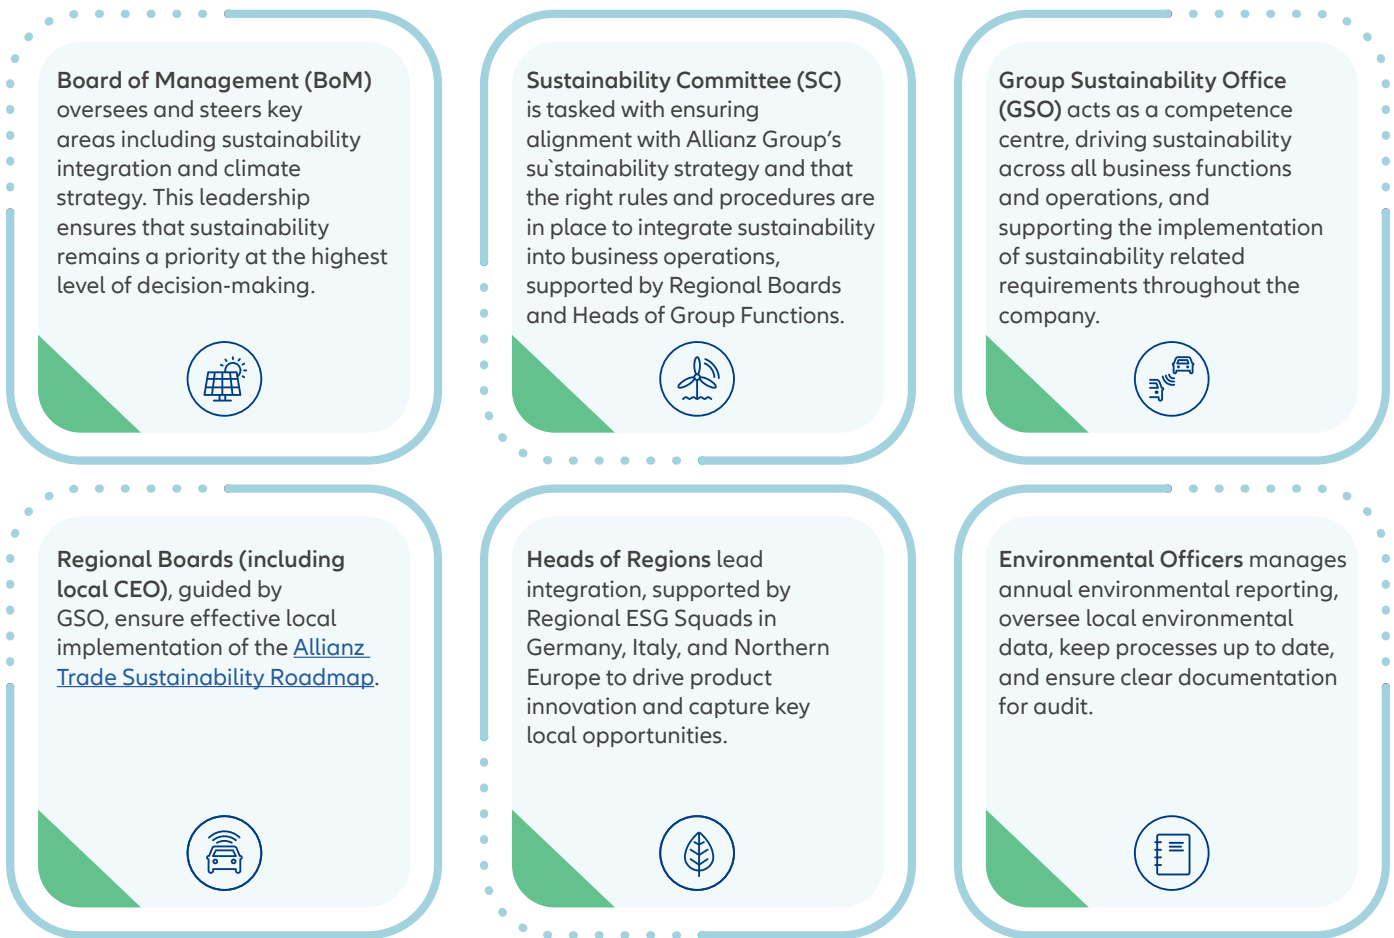 Board of Management (BoM)
oversees and steers key
areas including sustainability
integration and climate
strategy. This leadership
ensures that sustainability
remains a priority at the highest
level of decision-making.
Sustainability Committee (SC)
is tasked with ensuring
alignment with Allianz Group’s
su`stainability strategy and that
the right rules and procedures are
in place to integrate sustainability
into business operations,
supported by Regional Boards
and Heads of Group Functions.
Group Sustainability Office
(GSO) acts as a competence
centre, driving sustainability
across all business functions
and operations, and
supporting the implementation
of sustainability related
requirements throughout the
company.
Regional Boards (including
local CEO), guided by
GSO, ensure effective local
implementation of the Allianz
Trade Sustainability Roadmap.
Heads of Regions lead
integration, supported by
Regional ESG Squads in
Germany, Italy, and Northern
Europe to drive product
innovation and capture key
local opportunities.
Environmental Officers manages
annual environmental reporting,
oversee local environmental
data, keep processes up to date,
and ensure clear documentation
for audit.